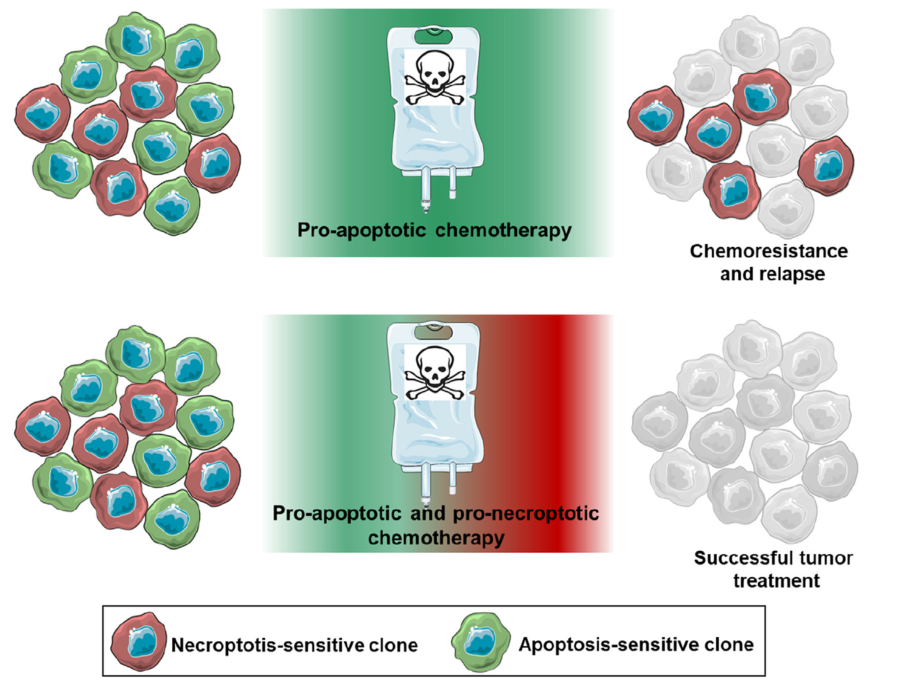 Pro-apoptotic chemotherapy
Chemoresistance
and relapse
Pro-apoptotic and pro-necroptotic
chemotherapy
Successful tumor
treatment
Necroptotis-sensitive clone
Apoptosis-sensitive clone